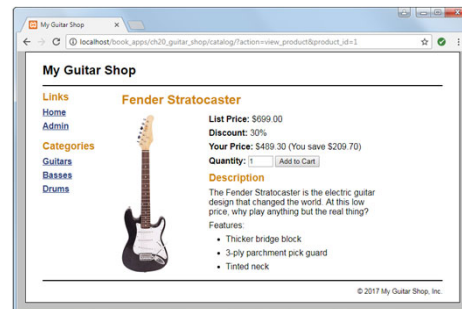 My Guitar Shop
localhost/book_apps/ch20_guitar_shop/catalog/?action=view_product&product_id=1
My Guitar Shop
Links
Home
Admin
Categories
Guitars
Basses
Drums
Fender Stratocaster
List Price: $699.00
Discount: 30%
Your Price: $489.30 (You save $209.70)
Quantity: 1 Add to Cart
Description
The Fender Stratocaster is the electric guitar
design that changed the world. At this low
price, why play anything but the real thing?
Features:
• Thicker bridge block
• 3-ply parchment pick guard
• Tinted neck
© 2017 My Guitar Shop, Inc.